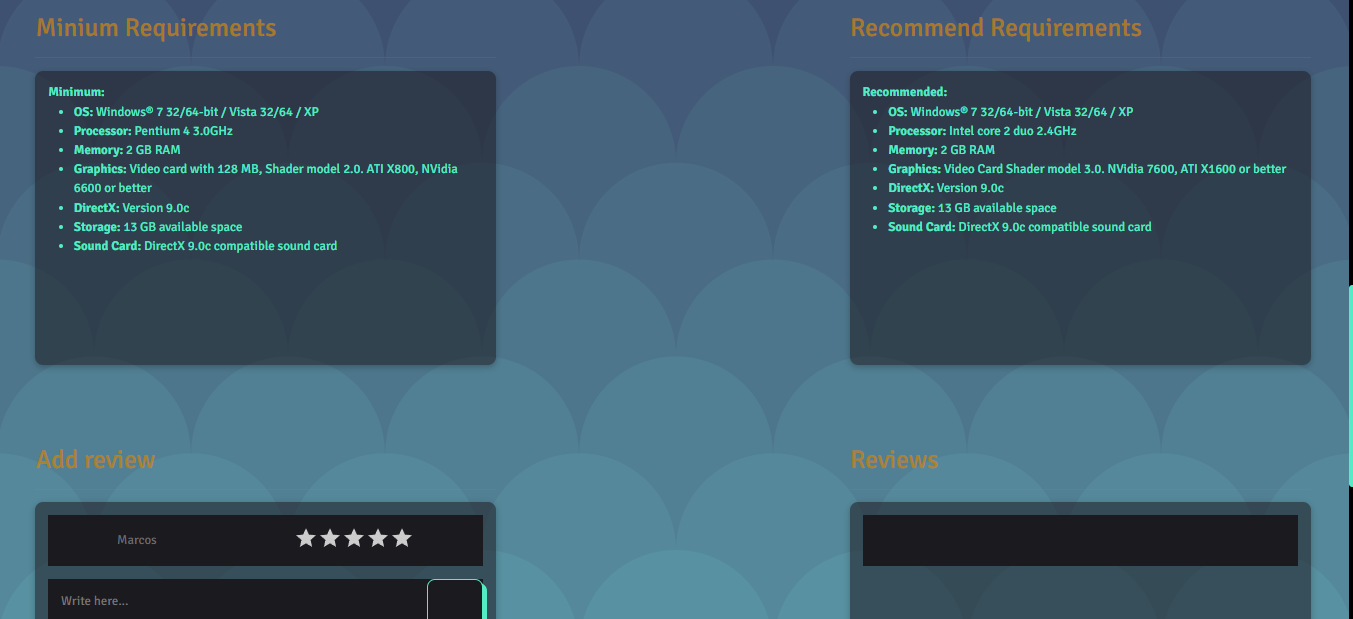 Minium Requirements
Minimum:
OS: Windows® 7 32/64-bit / Vista 32/64 / XP
Processor: Pentium 4 3.0GHz
Memory: 2 GB RAM
Graphics: Video card with 128 MB, Shader model 2.0. ATI X800, NVidia
6600 or better
DirectX: Version 9.0c
Storage: 13 GB available space
Sound Card: DirectX 9.0c compatible sound card
Recommend Requirements
Recommended:
OS: Windows® 7 32/64-bit / Vista 32/64 / XP
Processor: Intel core 2 duo 2.4GHz
Memory: 2 GB RAM
Graphics: Video Card Shader model 3.0. NVidia 7600, ATI X1600 or better
DirectX: Version 9.0c
Storage: 13 GB available space
Sound Card: DirectX 9.0c compatible sound card
Add review
Marcos
Write here...
Reviews